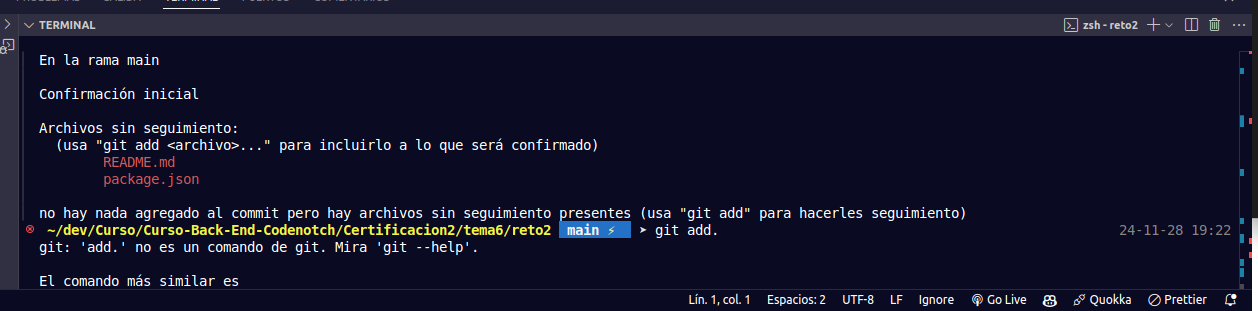 TERMINAL
zsh - reto2
En la rama main
Confirmación inicial
Archivos sin seguimiento:
(usa "git add <archivo>..." para incluirlo a lo que será confirmado)
README.md
package.json
no hay nada agregado al commit pero hay archivos sin seguimiento presentes (usa "git add" para hacerles seguimiento)
~/dev/Curso/Curso-Back-End-Codenotch/Certificacion2/tema6/reto2 main ⚡ ➤ git add. 24-11-28 19:22
git: 'add.' no es un comando de git. Mira 'git --help'.
El comando más similar es
Lín. 1, col. 1 Espacios: 2 UTF-8 LF Ignore Go Live Quokka Prettier